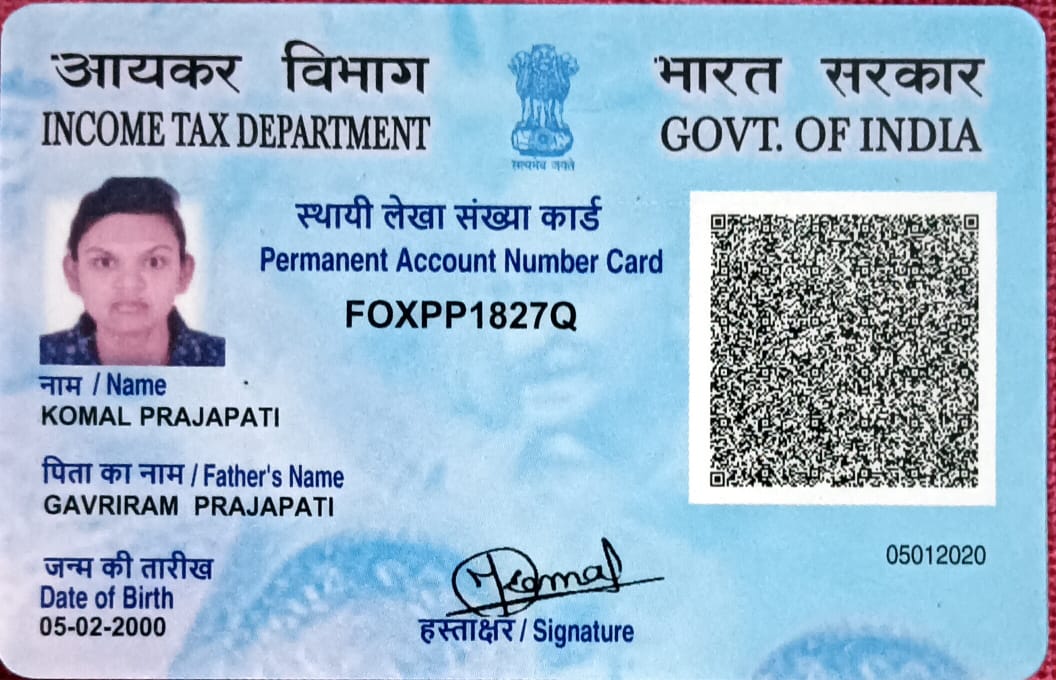 आयकर विभाग
INCOME TAX DEPARTMENT
सत्यमेव जयते
भारत सरकार
GOVT. OF INDIA
स्थायी लेखा संख्या कार्ड
Permanent Account Number Card
FOXPP1827Q
नाम / Name
KOMAL PRAJAPATI
पिता का नाम / Father's Name
GAVRIRAM PRAJAPATI
जन्म की तारीख
Date of Birth
05-02-2000
Komal
हस्ताक्षर / Signature
05012020